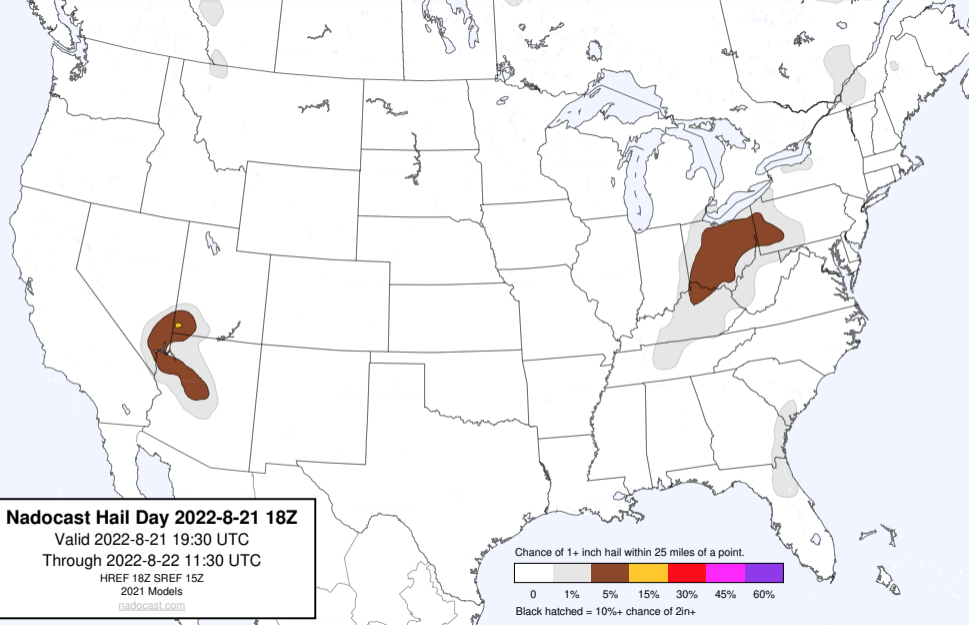 Nadocast Hail Day 2022-8-21 18Z
Valid 2022-8-21 19:30 UTC
Through 2022-8-22 11:30 UTC
HREF 18Z SREF 15Z
2021 Models
nadocast.com
Chance of 1+ inch hail within 25 miles of a point.
0 1% 5% 15% 30% 45% 60%
Black hatched = 10%+ chance of 2in+